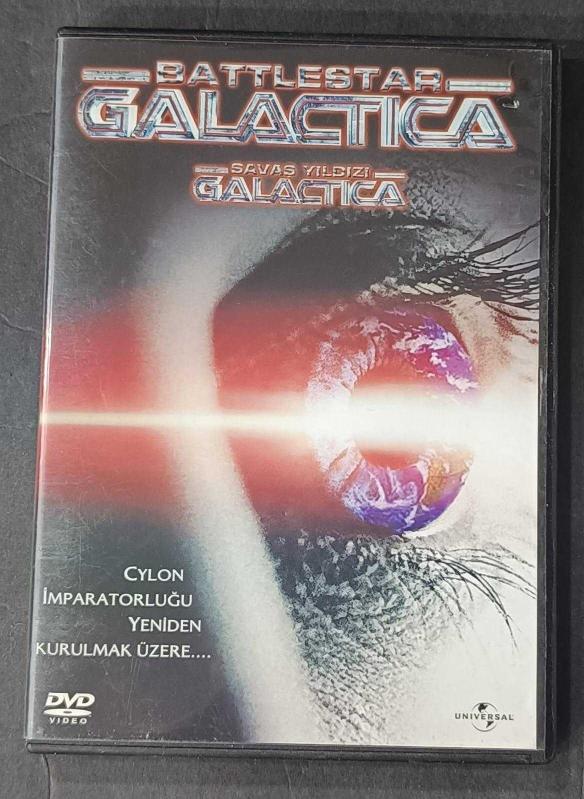 BATTLESTAR
GALACTICA
SAVAŞ YILDIZI
GALACTICA
CYLON
İMPARATORLUĞU
YENİDEN
KURULMAK ÜZERE....
DVD
VIDEO
UNIVERSAL